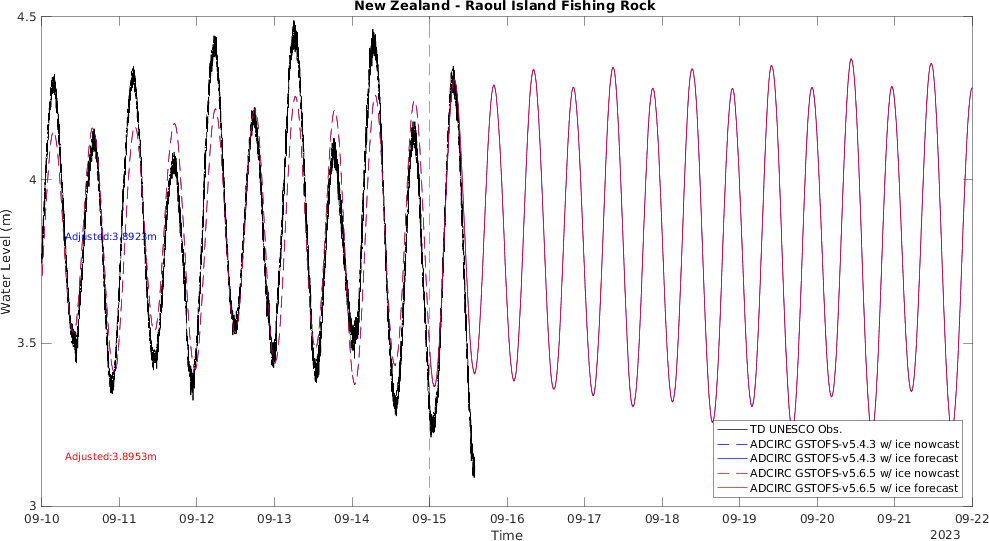 New Zealand - Raoul Island Fishing Rock
4.5
4
3.5
3
Water Level (m)
Adjusted:3.8923m
Adjusted:3.8953m
TD UNESCO Obs.
ADCIRC GSTOFS-v5.4.3 w/ ice nowcast
ADCIRC GSTOFS-v5.4.3 w/ ice forecast
ADCIRC GSTOFS-v5.6.5 w/ ice nowcast
ADCIRC GSTOFS-v5.6.5 w/ ice forecast
09-10 09-11 09-12 09-13 09-14 09-15 09-16 09-17 09-18 09-19 09-20 09-21 09-22
Time
2023